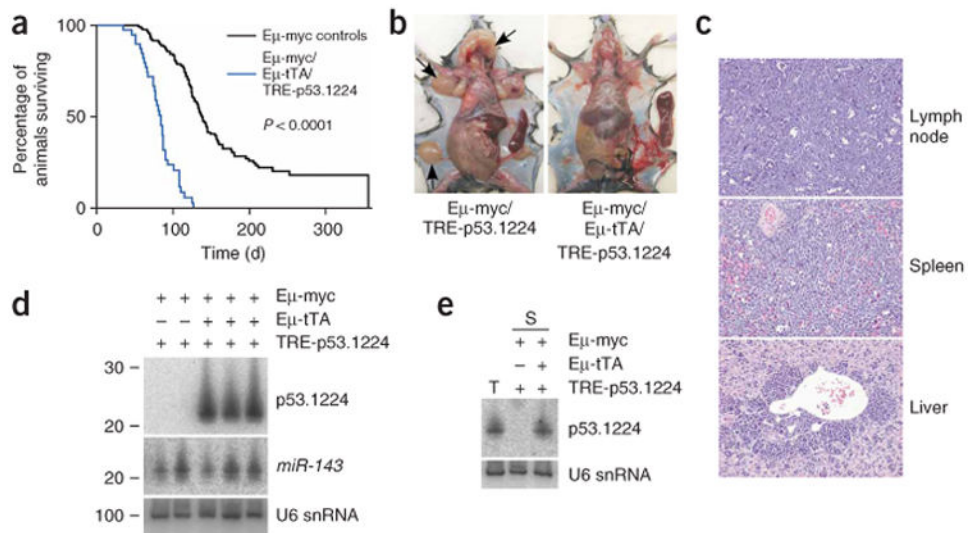 a
Percentage of
animals surviving
100
50
0
0
100
200
300
Time (d)
Eμ-myc controls
Eμ-myc/
Eμ-tTA/
TRE-p53.1224
P < 0.0001
b
Eμ-myc/
TRE-p53.1224
Eμ-myc/
Eμ-tTA/
TRE-p53.1224
c
Lymph
node
Spleen
Liver
d
+ + + + + Eμ-myc
– – + + + Eμ-tTA
+ + + + + TRE-p53.1224
30 –
20 –
p53.1224
20 –
miR-143
100 –
U6 snRNA
e
S
+ + Eμ-myc
– + Eμ-tTA
T + + TRE-p53.1224
p53.1224
U6 snRNA